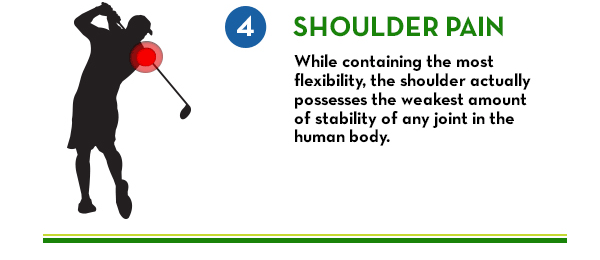 4 SHOULDER PAIN
While containing the most
flexibility, the shoulder actually
possesses the weakest amount
of stability of any joint in the
human body.